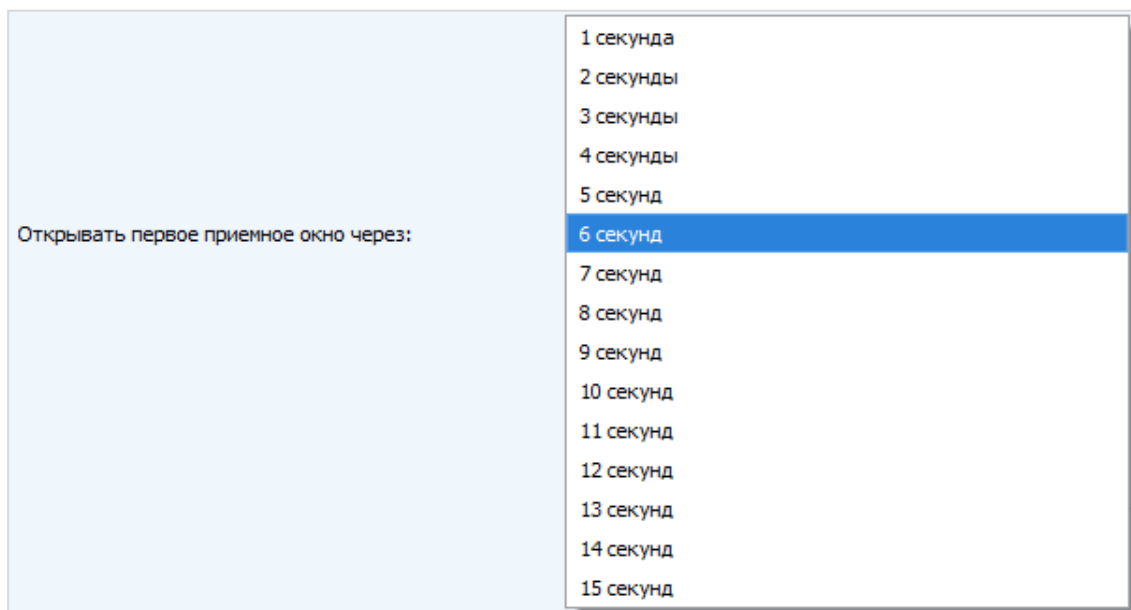 Открывать первое приемное окно через:
1 секунда
2 секунды
3 секунды
4 секунды
5 секунд
6 секунд
7 секунд
8 секунд
9 секунд
10 секунд
11 секунд
12 секунд
13 секунд
14 секунд
15 секунд